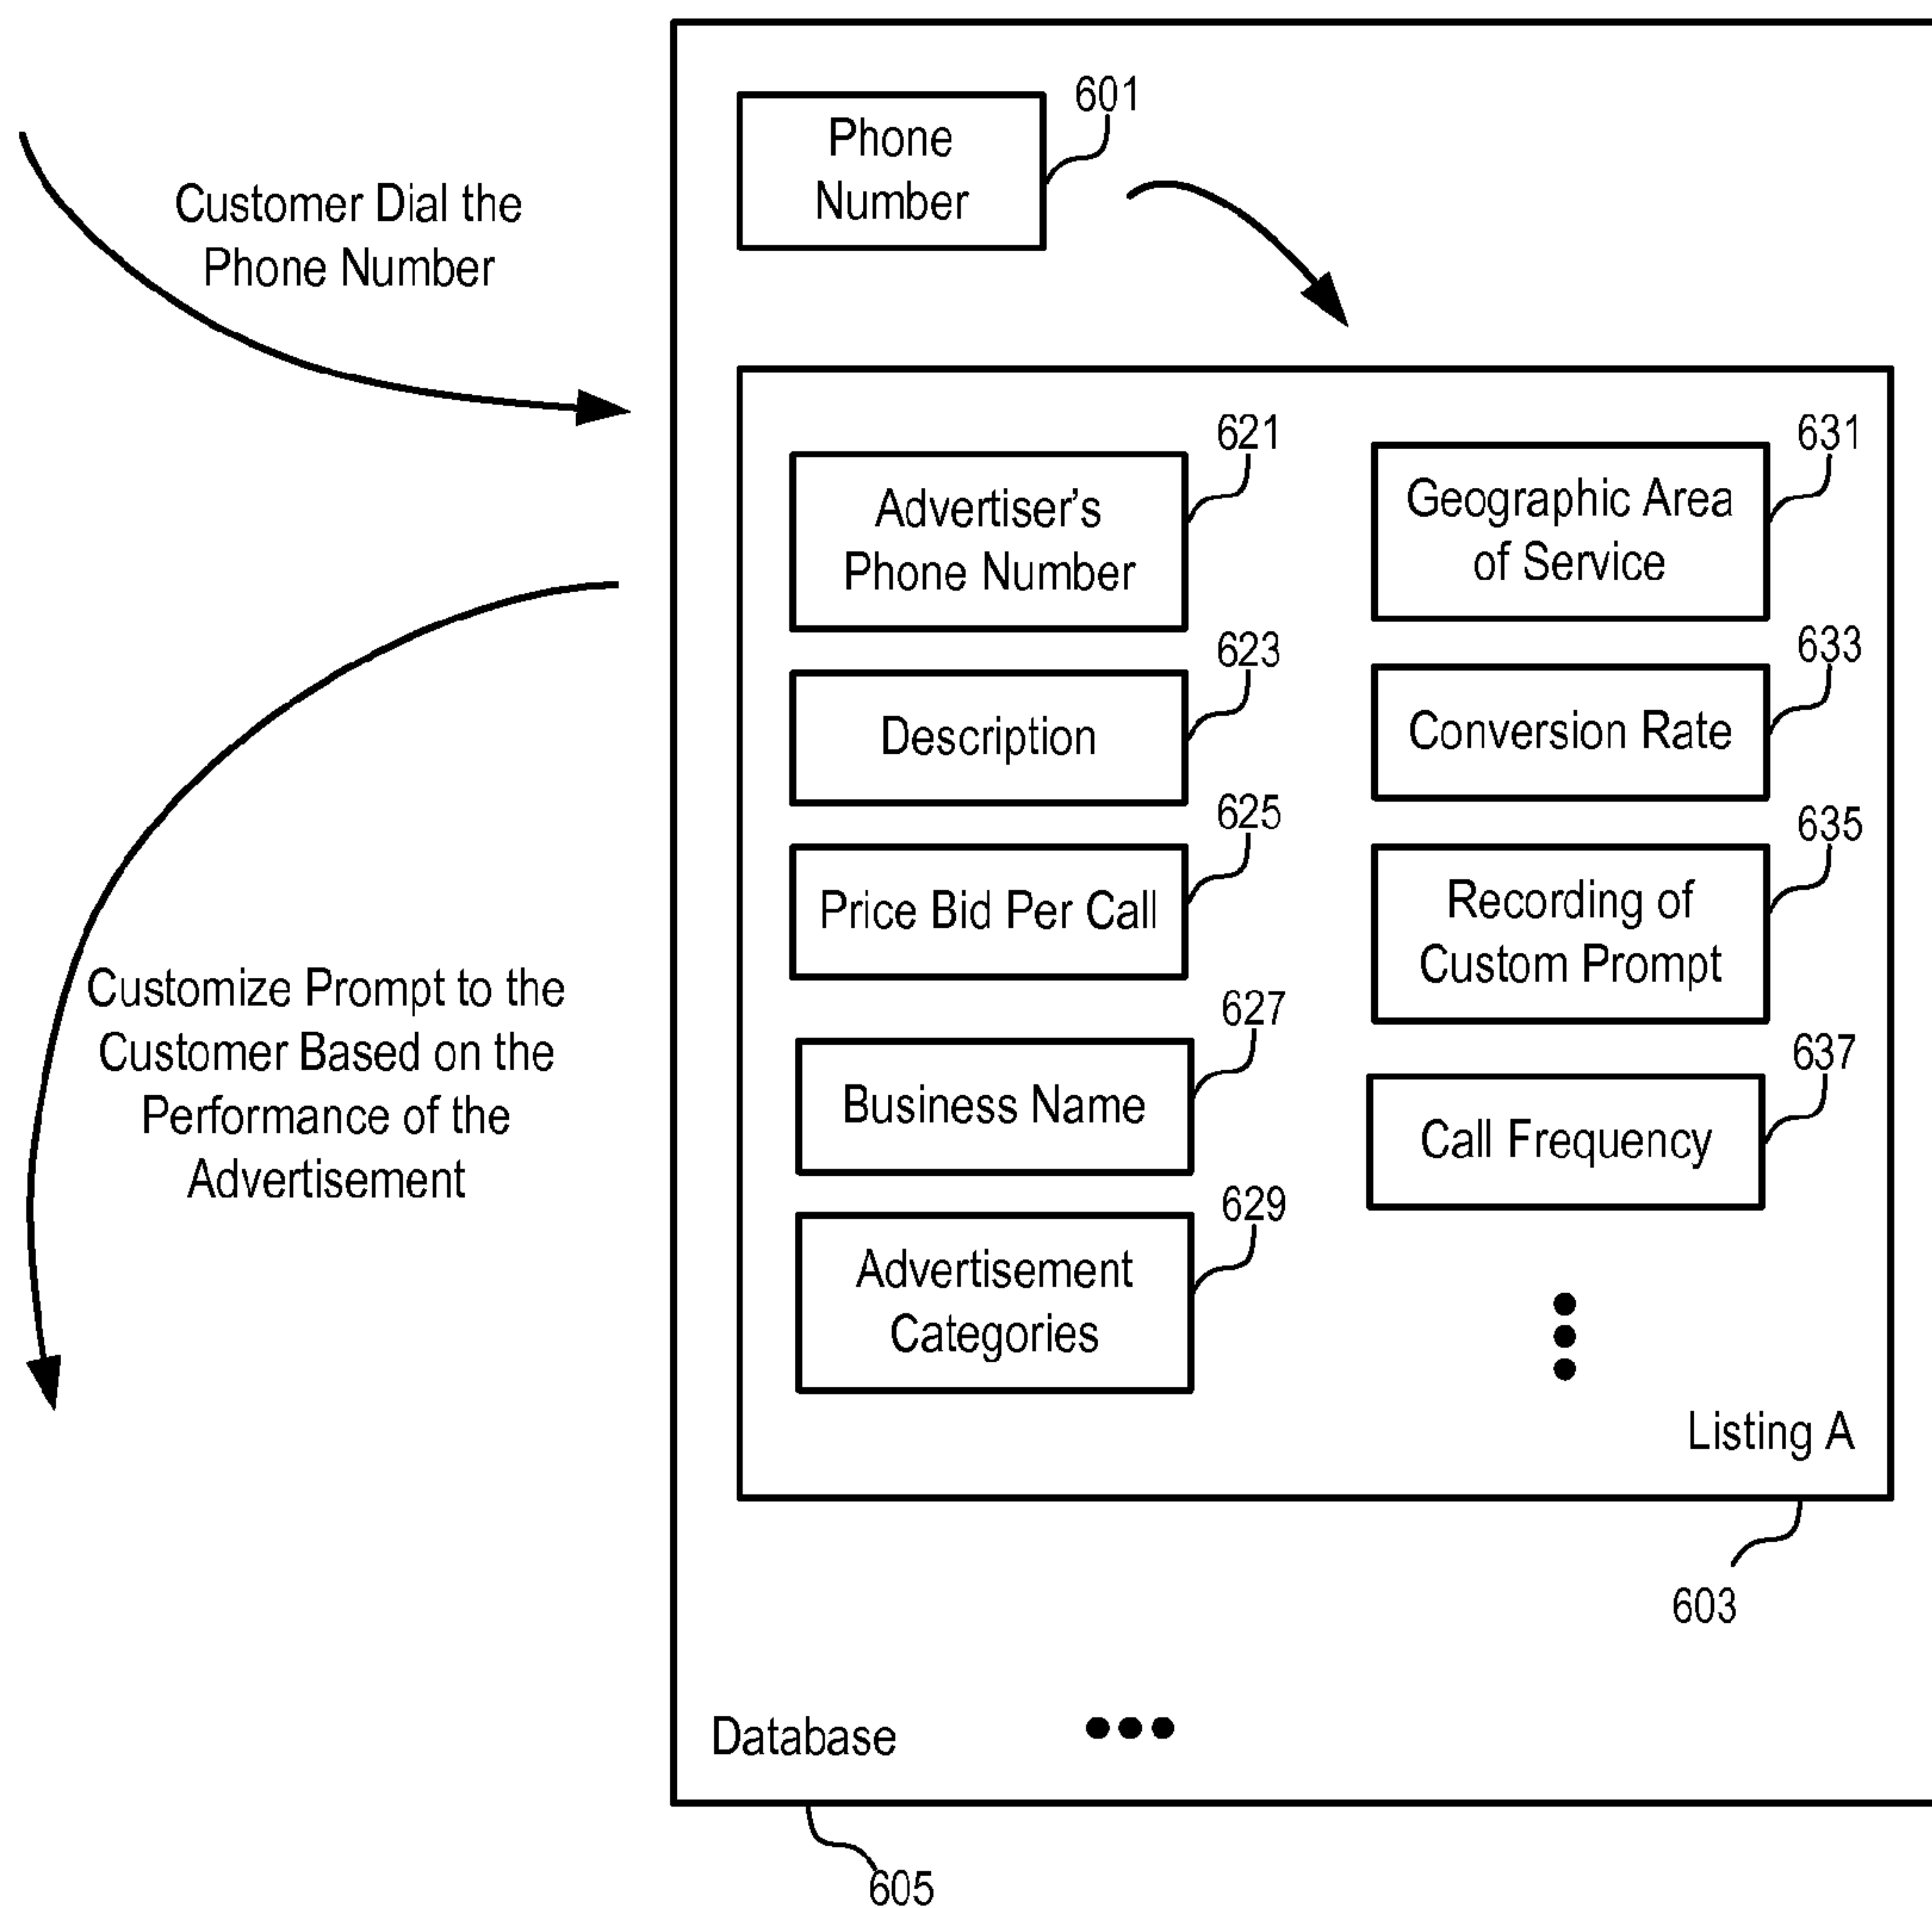 Customer Dial the
Phone Number
Customize Prompt to the
Customer Based on the
Performance of the
Advertisement
Phone
Number
601
Advertiser's
Phone Number
621
Description
623
Price Bid Per Call
625
Business Name
627
Advertisement
Categories
629
Geographic Area
of Service
631
Conversion Rate
633
Recording of
Custom Prompt
635
Call Frequency
637
Listing A
603
Database
605